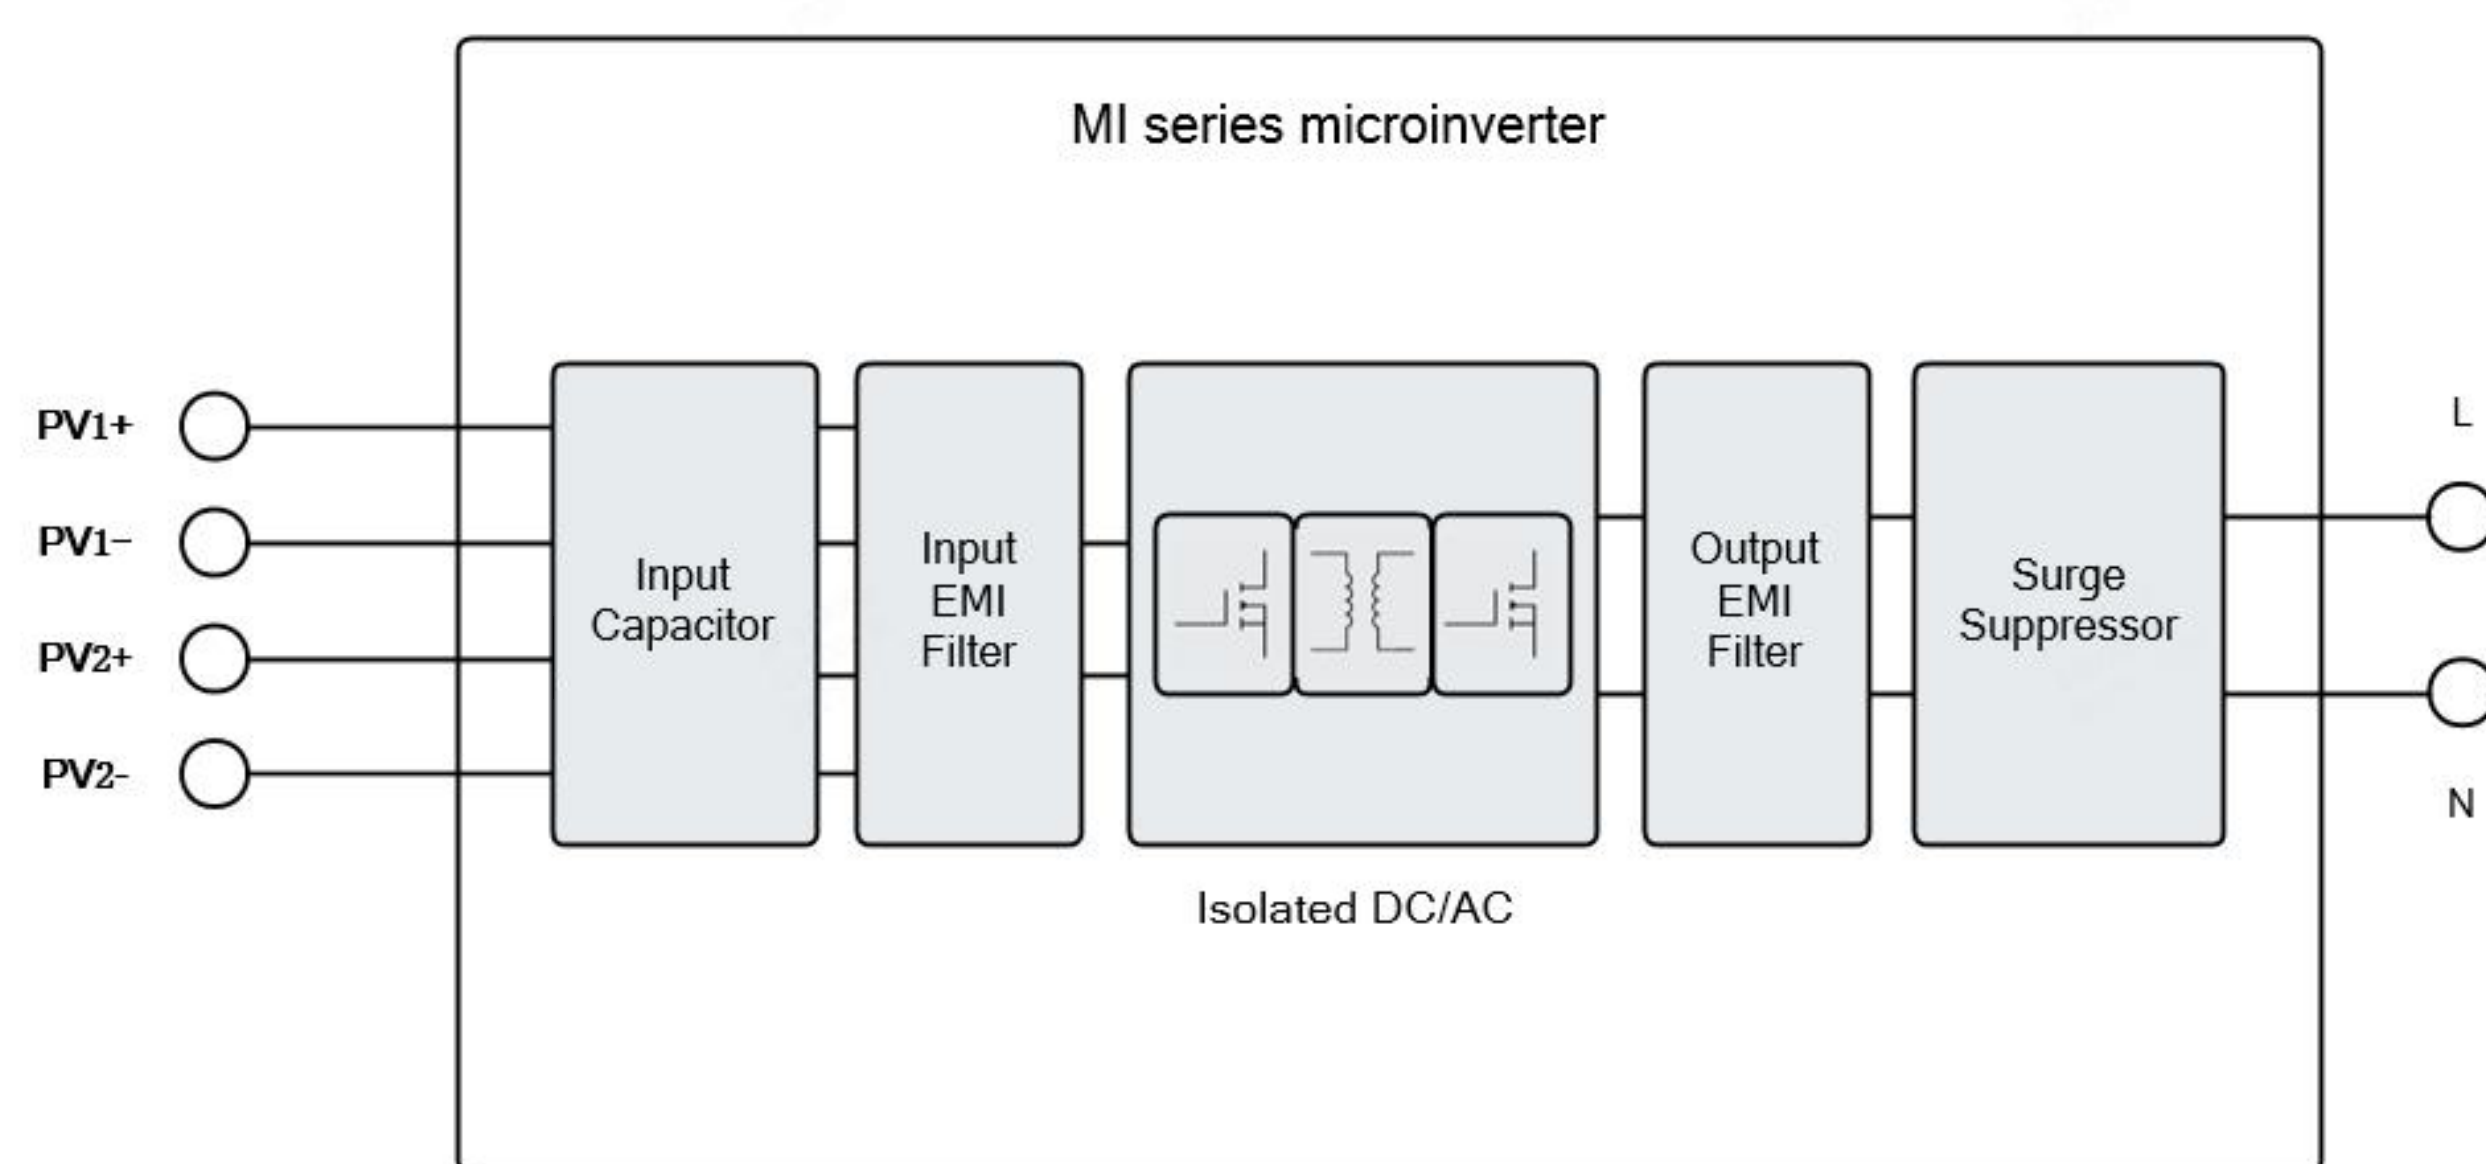 MI series microinverter
PV1+
PV1−
PV2+
PV2-
Input
Capacitor
Input
EMI
Filter
Output
EMI
Filter
Surge
Suppressor
L
N
Isolated DC/AC